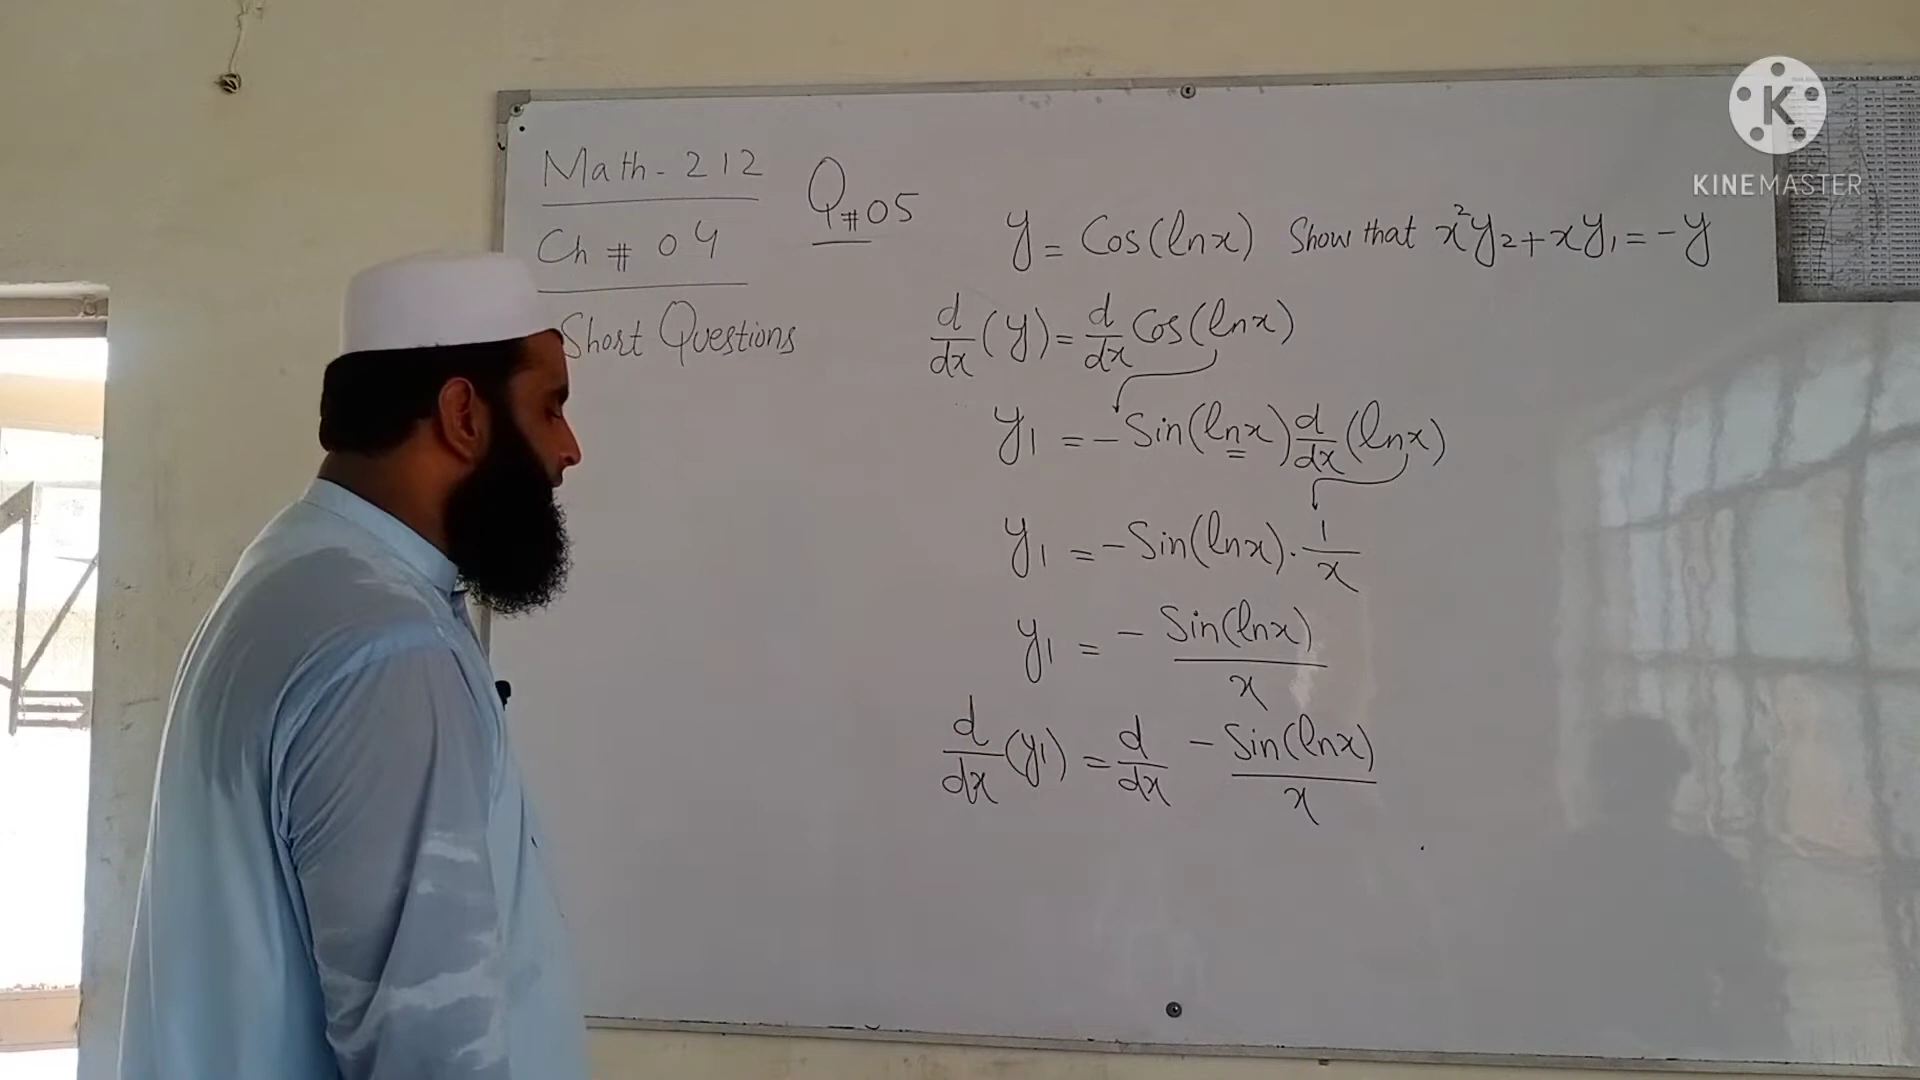 Math-212
Ch # 04
Short Questions
Q#05
y = Cos(lnx) Show that x²y₂+xy₁=-y
d/dx (y) = d/dx Cos(lnx)
y₁ = -Sin(lnx) d/dx (lnx)
y₁ = -Sin(lnx) · 1/x
y₁ = - Sin(lnx)/x
d/dx (y₁) = d/dx - Sin(lnx)/x
K
KINEMASTER